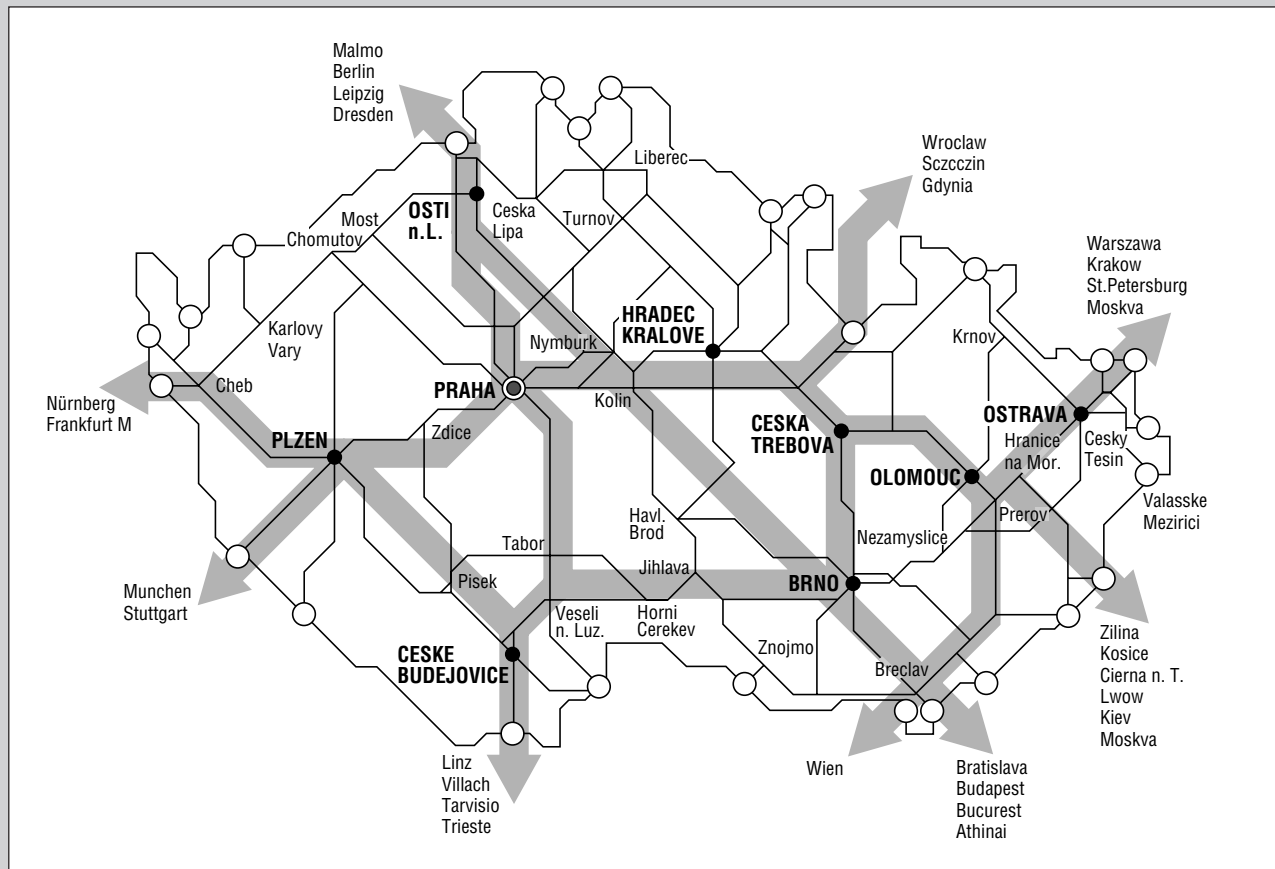 Malmo
Berlin
Leipzig
Dresden
Wroclaw
Sczcczin
Gdynia
Liberec
OSTI
n.L.
Ceska
Lipa
Turnov
Most
Chomutov
Warszawa
Krakow
St.Petersburg
Moskva
Karlovy
Vary
HRADEC
KRALOVE
Nymburk
Krnov
Cheb
PRAHA
Kolin
Nürnberg
Frankfurt M
PLZEN
Zdice
CESKA
TREBOVA
OSTRAVA
Hranice
na Mor.
Cesky
Tesin
OLOMOUC
Valasske
Mezirici
Prerov
Havl.
Brod
Nezamyslice
Tabor
Jihlava
Pisek
BRNO
Munchen
Stuttgart
Veseli
n. Luz.
Horni
Cerekev
Znojmo
CESKE
BUDEJOVICE
Breclav
Zilina
Kosice
Cierna n. T.
Lwow
Kiev
Moskva
Linz
Villach
Tarvisio
Trieste
Wien
Bratislava
Budapest
Bucurest
Athinai